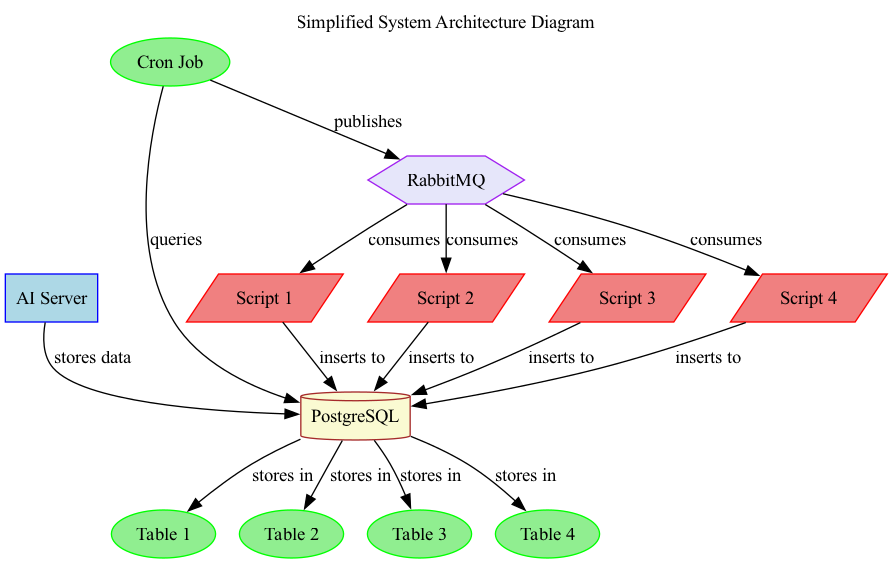 Simplified System Architecture Diagram
Cron Job
publishes
RabbitMQ
queries
consumes
consumes
consumes
consumes
AI Server
Script 1
Script 2
Script 3
Script 4
stores data
inserts to
inserts to
inserts to
inserts to
PostgreSQL
stores in
stores in
stores in
stores in
Table 1
Table 2
Table 3
Table 4